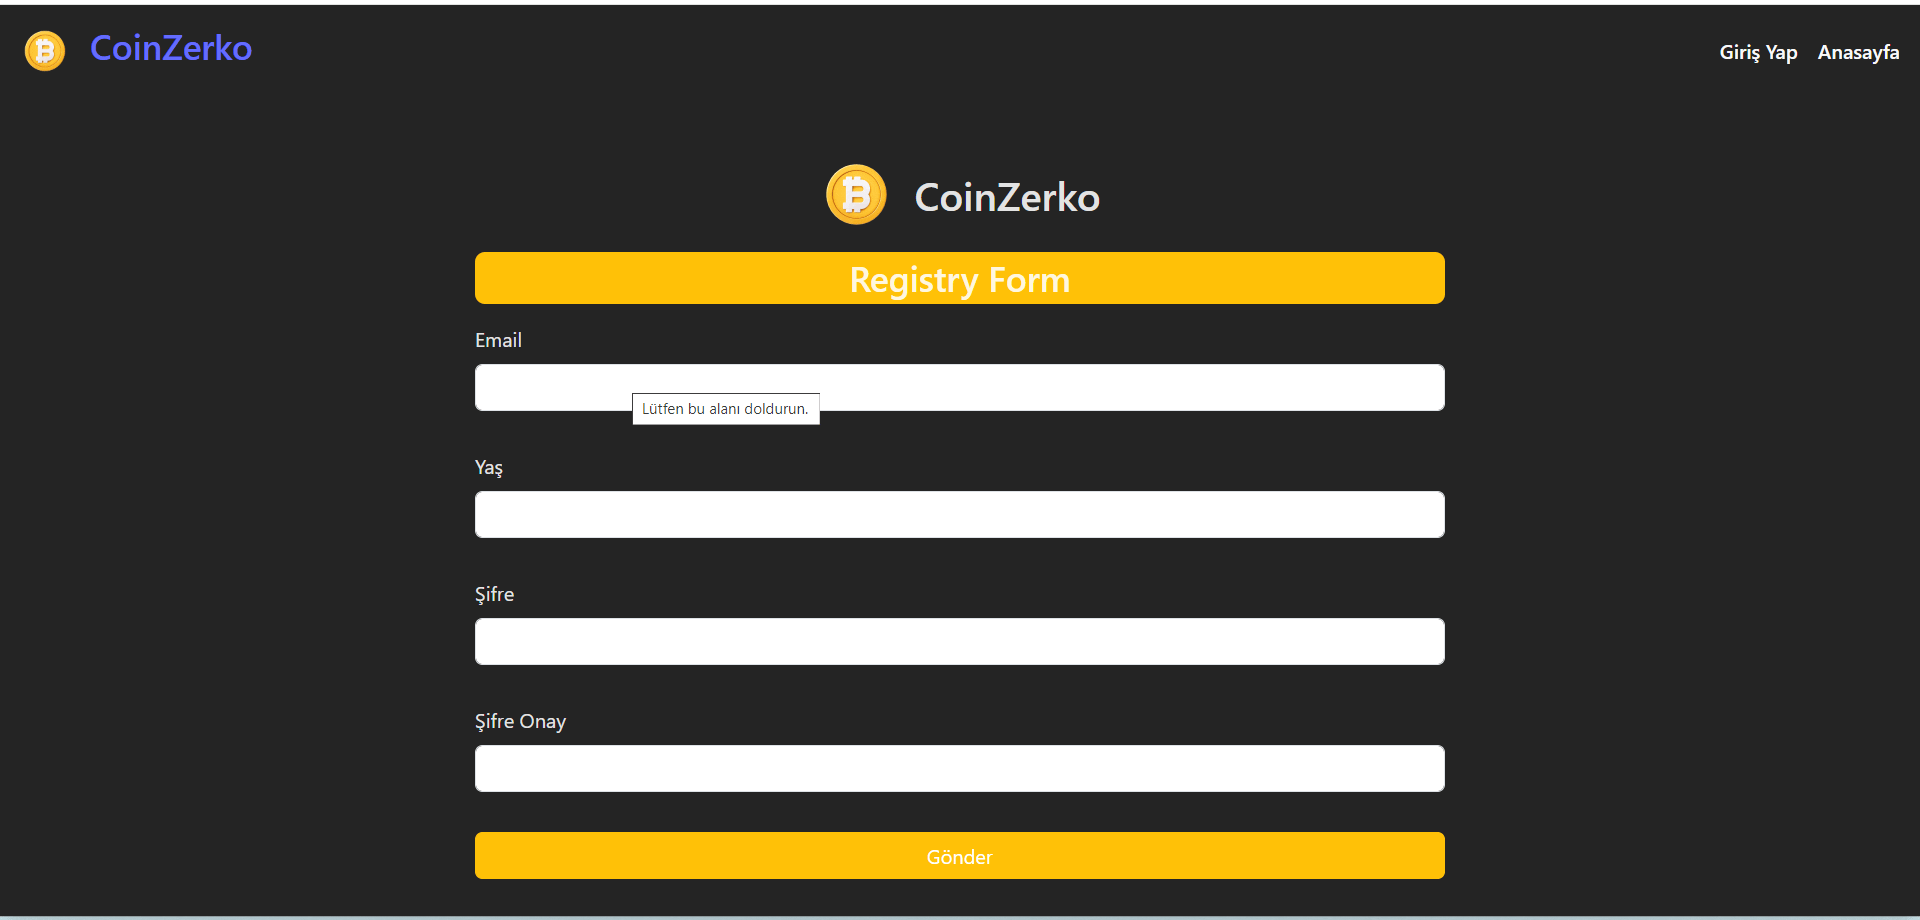 CoinZerko
Giriş Yap Anasayfa
CoinZerko
Registry Form
Email
Lütfen bu alanı doldurun.
Yaş
Şifre
Şifre Onay
Gönder